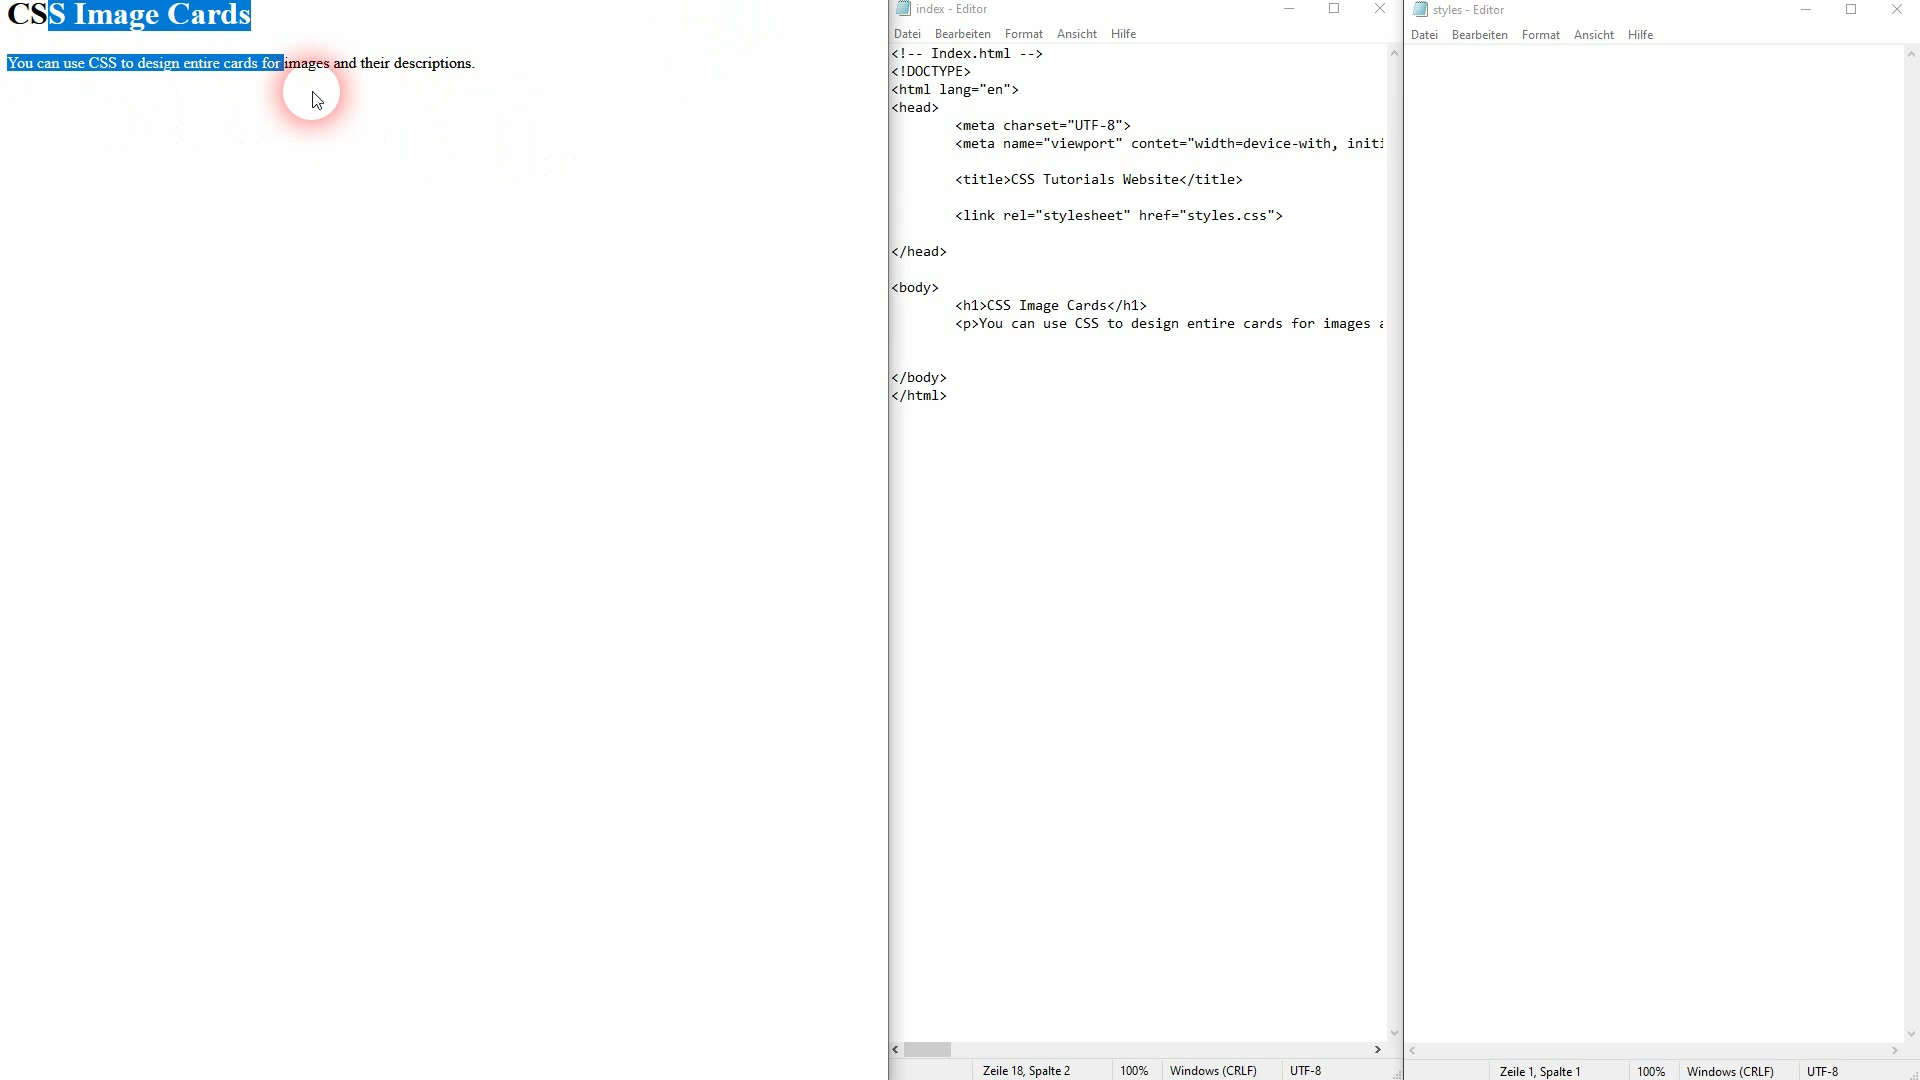 CSS Image Cards
You can use CSS to design entire cards for images and their descriptions.
index - Editor
Datei Bearbeiten Format Ansicht Hilfe
<!-- Index.html -->
<!DOCTYPE>
<html lang="en">
<head>
<meta charset="UTF-8">
<meta name="viewport" contet="width=device-with, initi
<title>CSS Tutorials Website</title>
<link rel="stylesheet" href="styles.css">
</head>
<body>
<h1>CSS Image Cards</h1>
<p>You can use CSS to design entire cards for images a
</body>
</html>
Zeile 18, Spalte 2 100% Windows (CRLF) UTF-8
styles - Editor
Datei Bearbeiten Format Ansicht Hilfe
Zeile 1, Spalte 1 100% Windows (CRLF) UTF-8